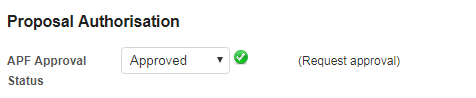 Proposal Authorisation
APF Approval Status
Approved
(Request approval)